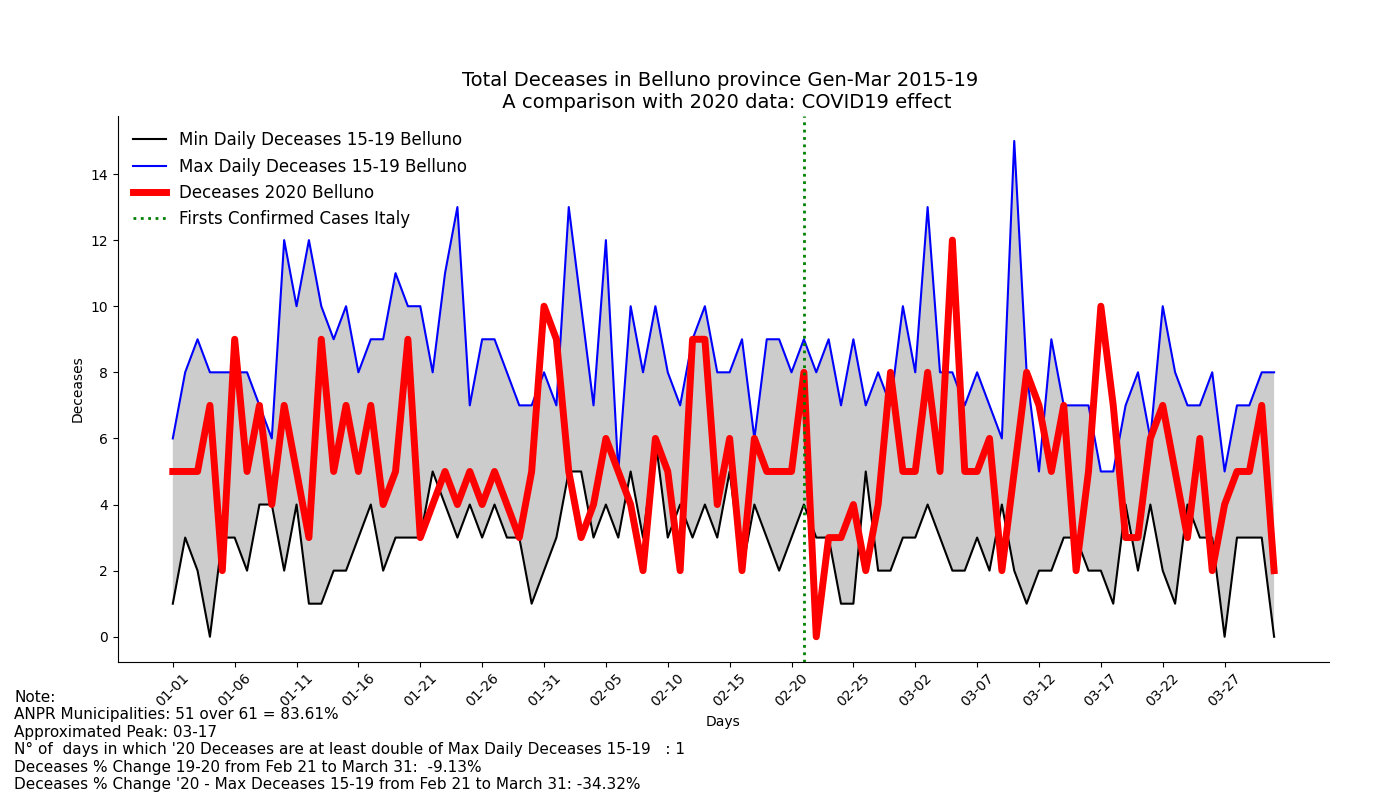 Total Deceases in Belluno province Gen-Mar 2015-19
A comparison with 2020 data: COVID19 effect
Min Daily Deceases 15-19 Belluno
Max Daily Deceases 15-19 Belluno
Deceases 2020 Belluno
Firsts Confirmed Cases Italy
Deceases
14
12
10
8
6
4
2
0
01-01 01-06 01-11 01-16 01-21 01-26 01-31 02-05 02-10 02-15 02-20 02-25 03-02 03-07 03-12 03-17 03-22 03-27
Days
Note:
ANPR Municipalities: 51 over 61 = 83.61%
Approximated Peak: 03-17
N° of  days in which '20 Deceases are at least double of Max Daily Deceases 15-19   : 1
Deceases % Change 19-20 from Feb 21 to March 31:  -9.13%
Deceases % Change '20 - Max Deceases 15-19 from Feb 21 to March 31: -34.32%